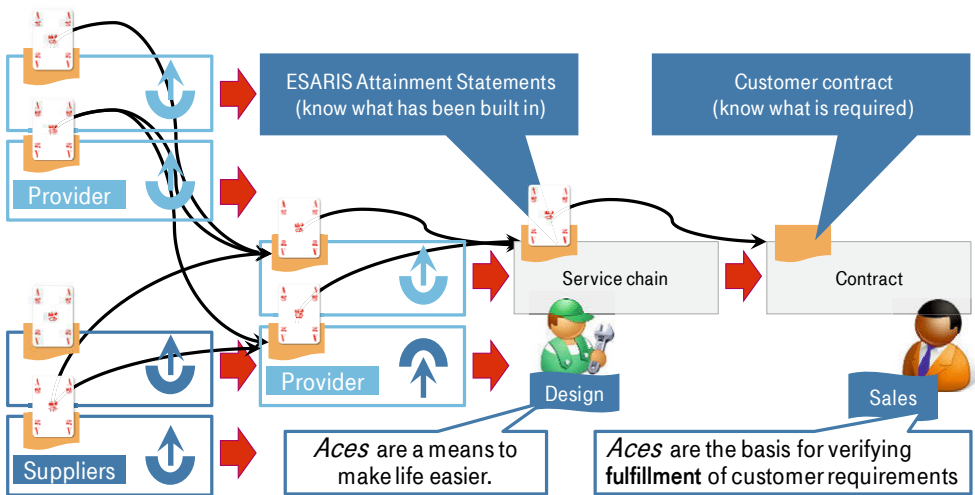 ESARIS Attainment Statements
(know what has been built in)
Customer contract
(know what is required)
Provider
Service chain
Contract
Provider
Design
Sales
Suppliers
Aces are a means to
make life easier.
Aces are the basis for verifying
fulfillment of customer requirements